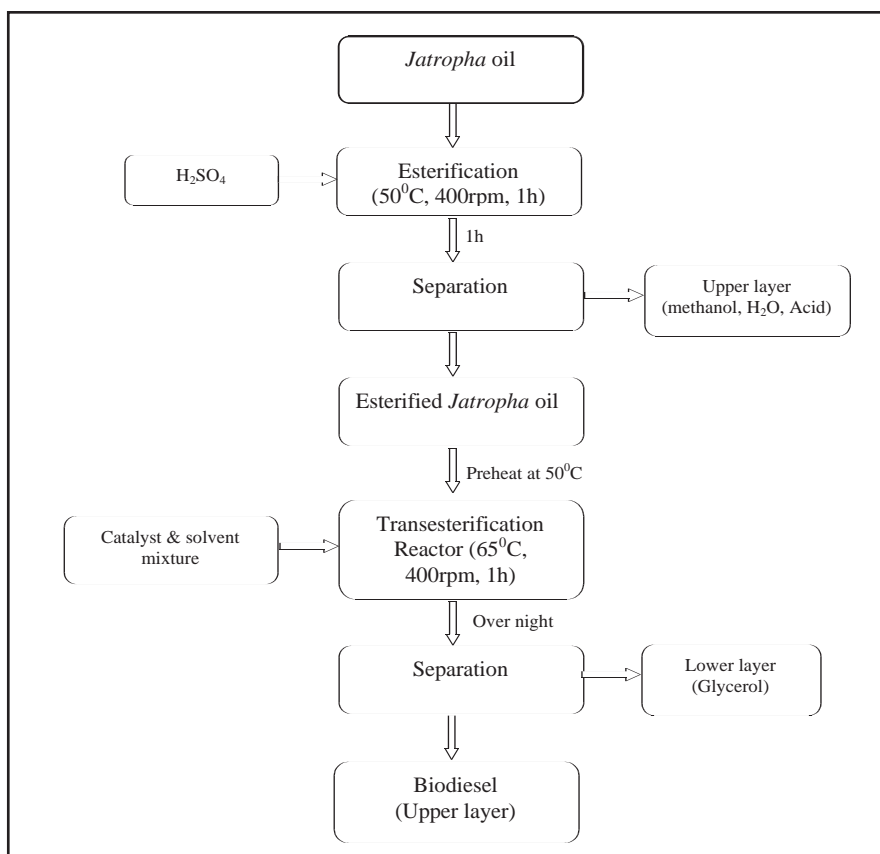 Jatropha oil
H₂SO₄
Esterification
(50⁰C, 400rpm, 1h)
1h
Separation
Upper layer
(methanol, H₂O, Acid)
Esterified Jatropha oil
Preheat at 50⁰C
Catalyst & solvent
mixture
Transesterification
Reactor (65⁰C,
400rpm, 1h)
Over night
Separation
Lower layer
(Glycerol)
Biodiesel
(Upper layer)